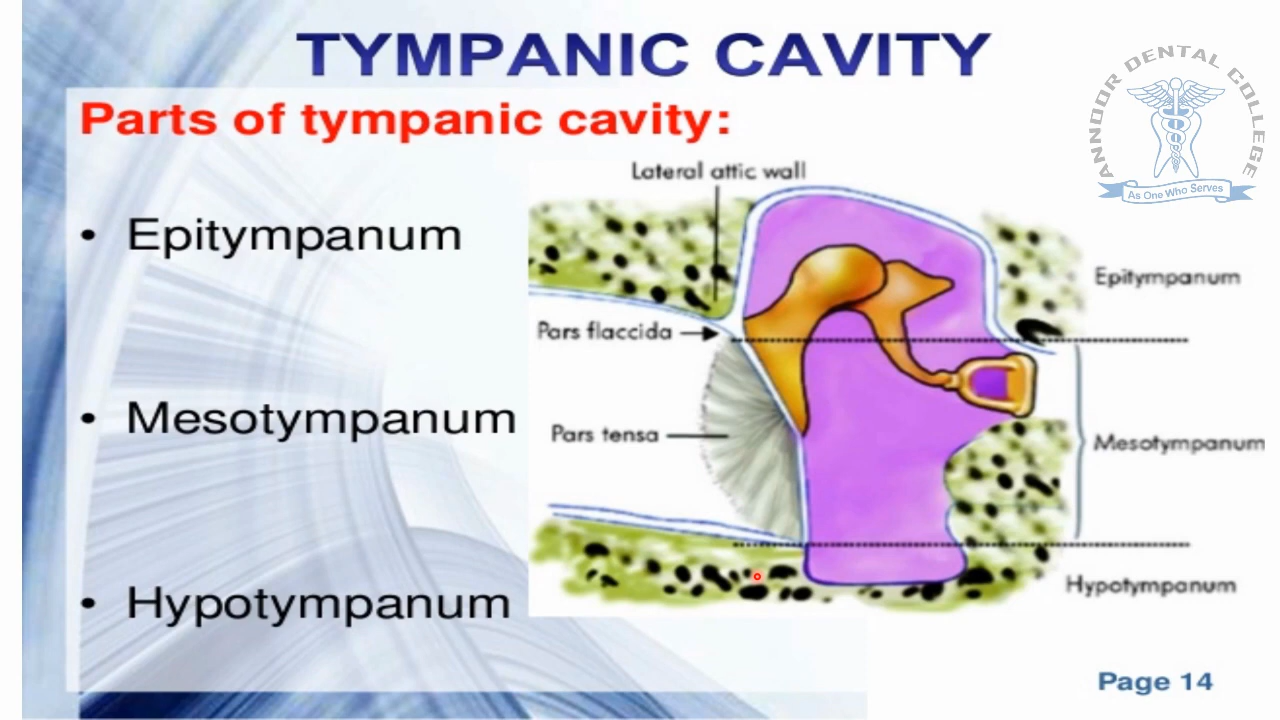 TYMPANIC CAVITY
Parts of tympanic cavity:
• Epitympanum
• Mesotympanum
• Hypotympanum
Lateral attic wall
Pars flaccida
Pars tensa
Epitympanum
Mesotympanum
Hypotympanum
ANNOOR DENTAL COLLEGE
As One Who Serves
Page 14